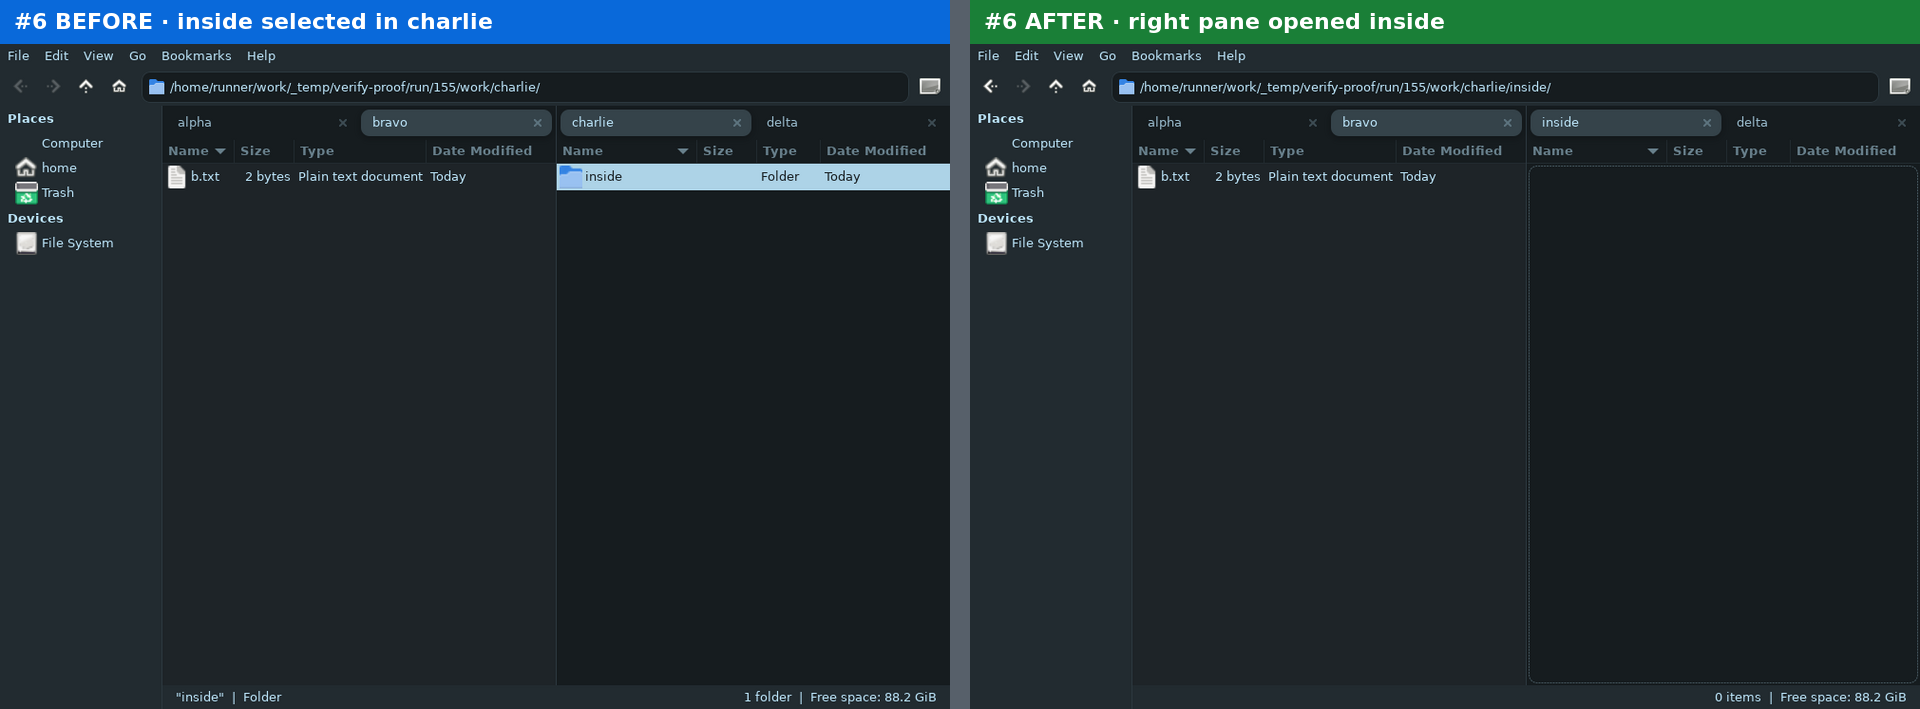 #6 BEFORE · inside selected in charlie
File Edit View Go Bookmarks Help
/home/runner/work/_temp/verify-proof/run/155/work/charlie/
Places
Computer
home
Trash
Devices
File System
alpha bravo charlie delta
Name Size Type Date Modified Name Size Type Date Modified
b.txt 2 bytes Plain text document Today inside Folder Today
"inside" | Folder 1 folder | Free space: 88.2 GiB
#6 AFTER · right pane opened inside
File Edit View Go Bookmarks Help
/home/runner/work/_temp/verify-proof/run/155/work/charlie/inside/
Places
Computer
home
Trash
Devices
File System
alpha bravo inside delta
Name Size Type Date Modified Name Size Type Date Modified
b.txt 2 bytes Plain text document Today
0 items | Free space: 88.2 GiB